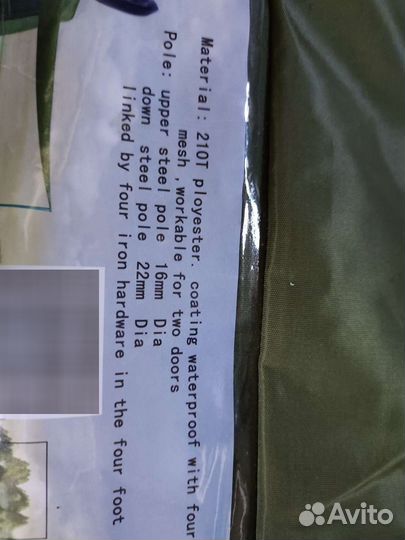 Material: 210T ployester. coating waterproof with four
mesh ,workable for two doors
Pole: upper steel pole 16mm Dia
down steel pole 22mm Dia
linked by four iron hardware in the four foot
Avito